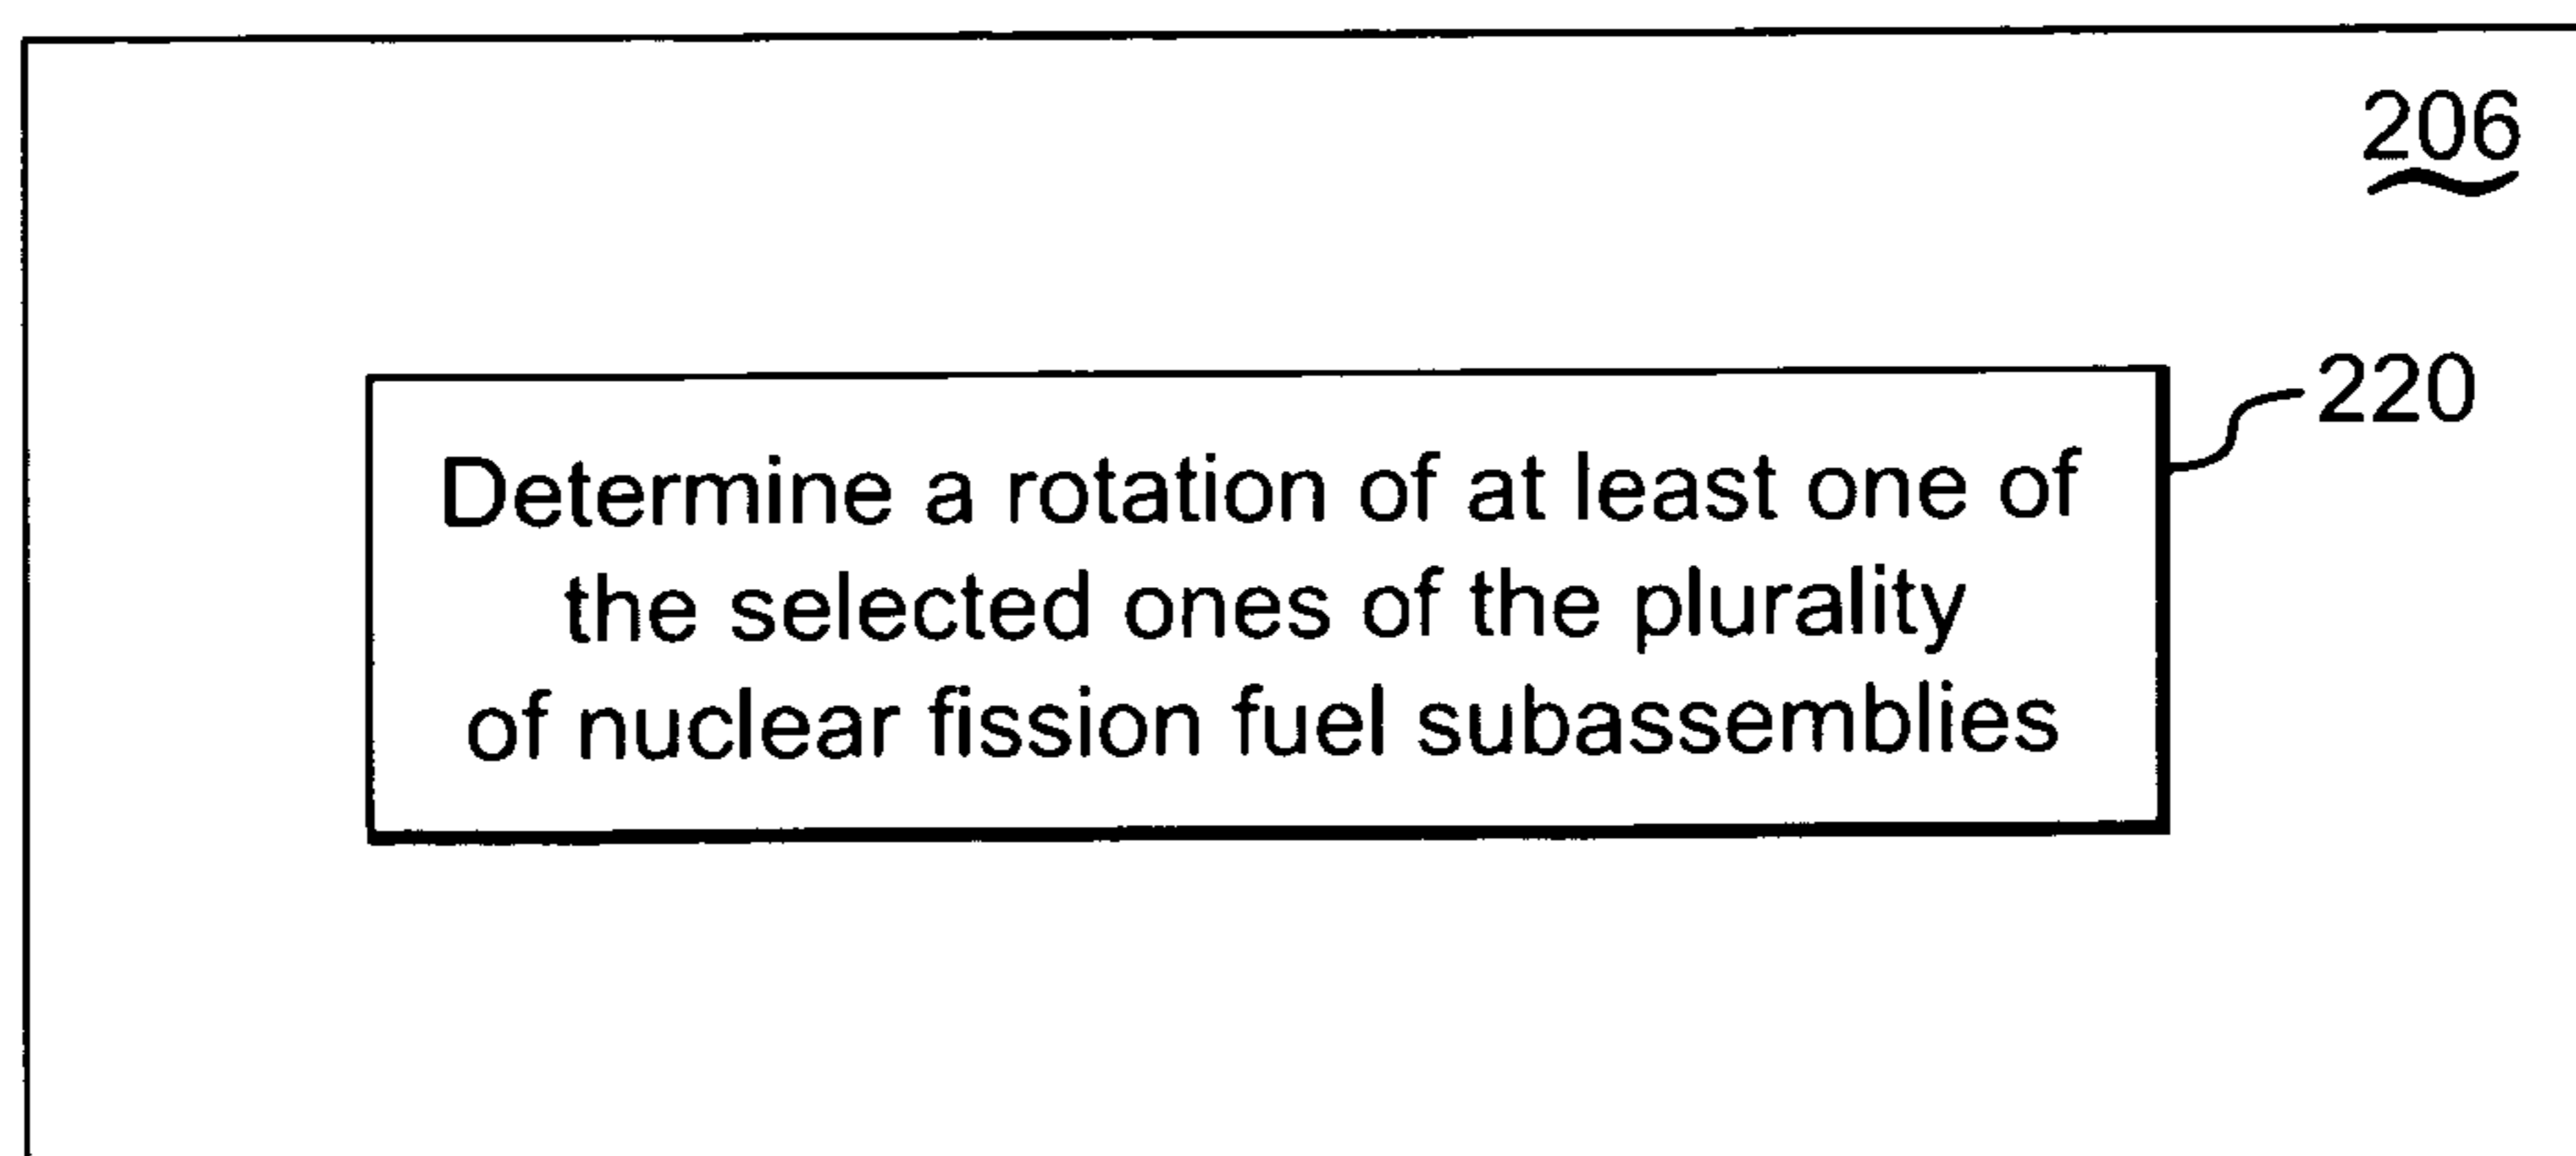 206
220
Determine a rotation of at least one of
the selected ones of the plurality
of nuclear fission fuel subassemblies